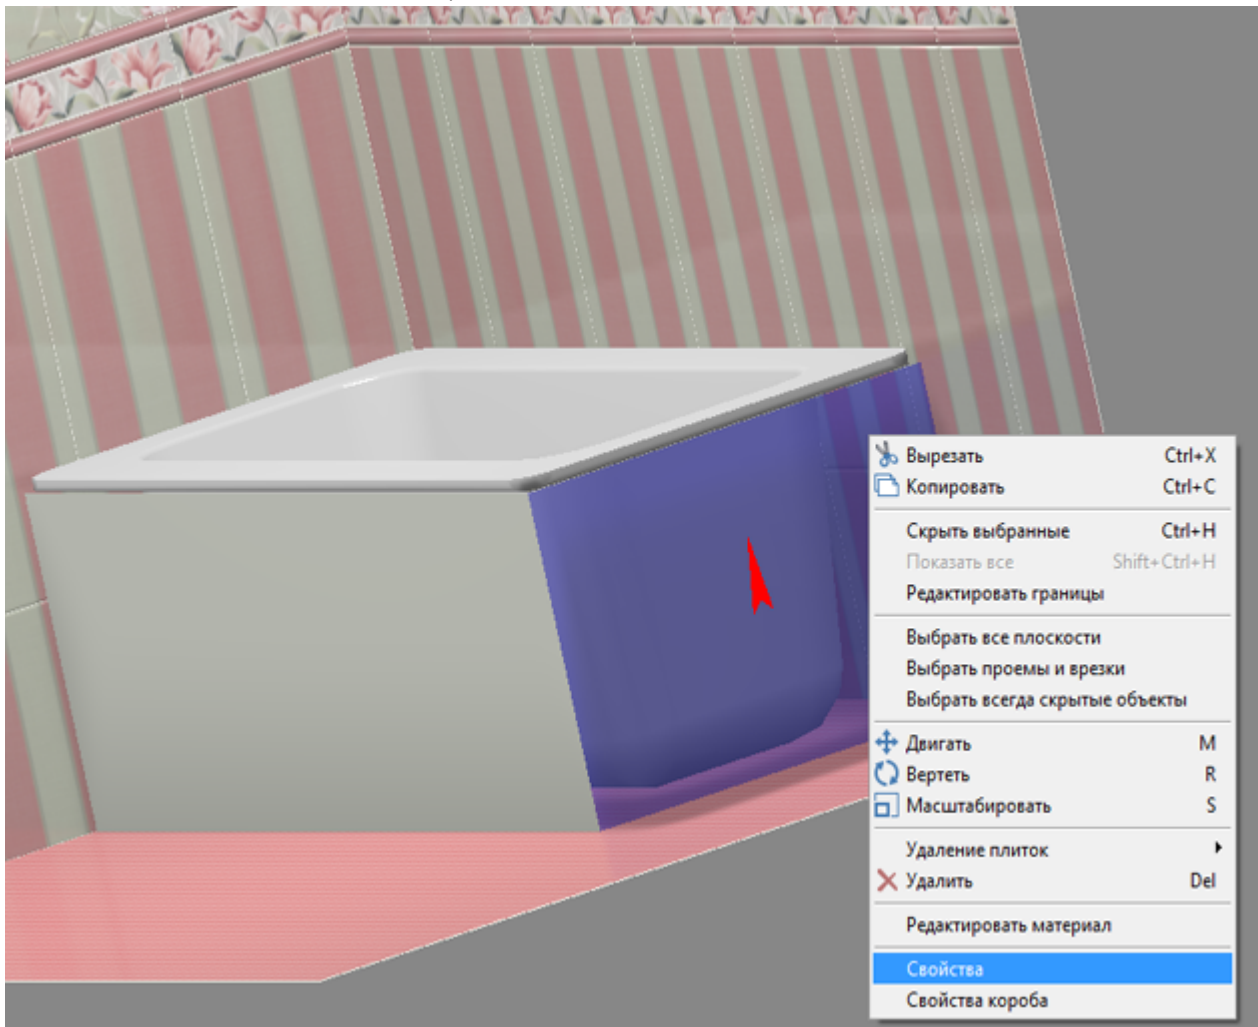 Вырезать Ctrl+X
Копировать Ctrl+C
Скрыть выбранные Ctrl+H
Показать все Shift+Ctrl+H
Редактировать границы
Выбрать все плоскости
Выбрать проемы и врезки
Выбрать всегда скрытые объекты
Двигать M
Вертеть R
Масштабировать S
Удаление плиток
Удалить Del
Редактировать материал
Свойства
Свойства короба